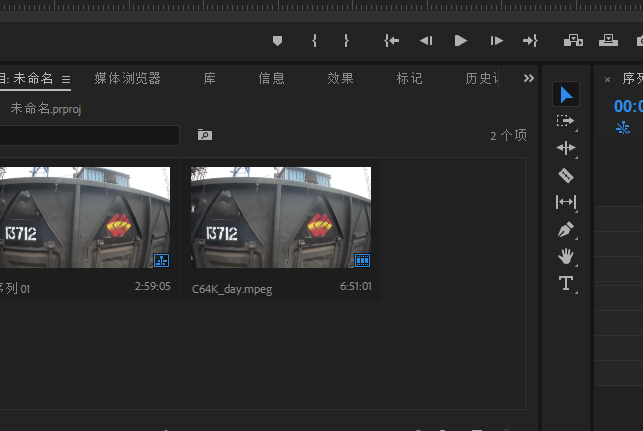 目: 未命名 ≡ 媒体浏览器 库 信息 效果 标记 历史记 » × 序列
未命名.prproj
00:0
2 个项
13712 13712
序列 01 2:59:05 C64K_day.mpeg 6:51:01